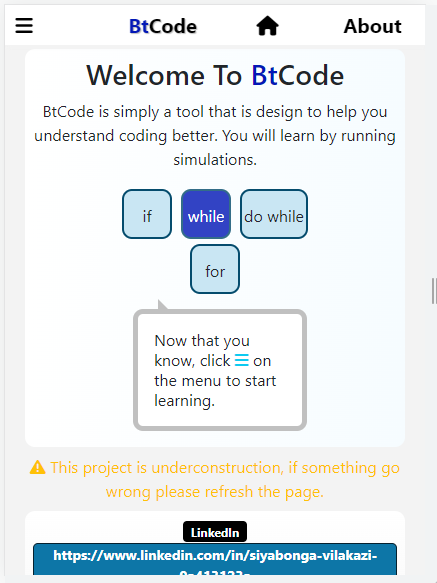 BtCode About
Welcome To BtCode
BtCode is simply a tool that is design to help you
understand coding better. You will learn by running
simulations.
if while do while
for
Now that you
know, click ☰ on
the menu to start
learning.
This project is underconstruction, if something go
wrong please refresh the page.
LinkedIn
https://www.linkedin.com/in/siyabonga-vilakazi-